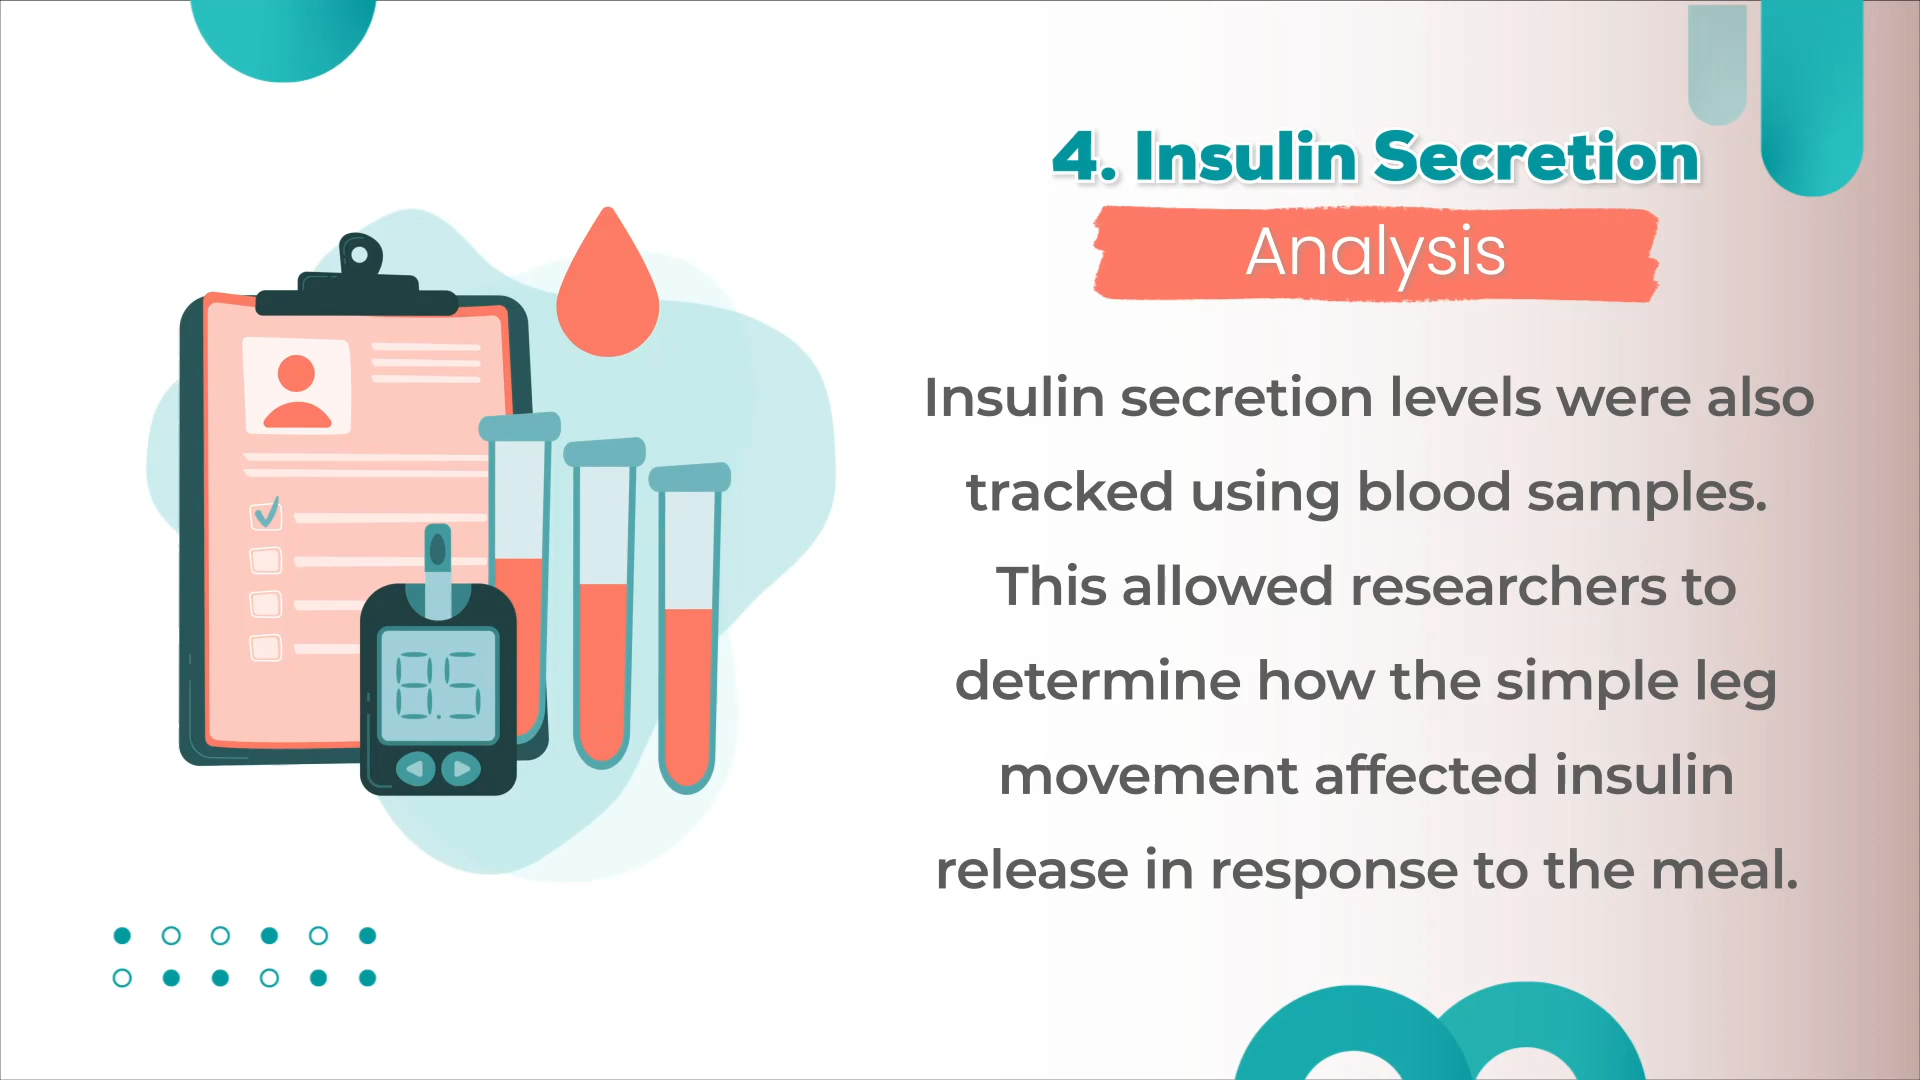 4. Insulin Secretion
Analysis
Insulin secretion levels were also
tracked using blood samples.
This allowed researchers to
determine how the simple leg
movement affected insulin
release in response to the meal.
8.5